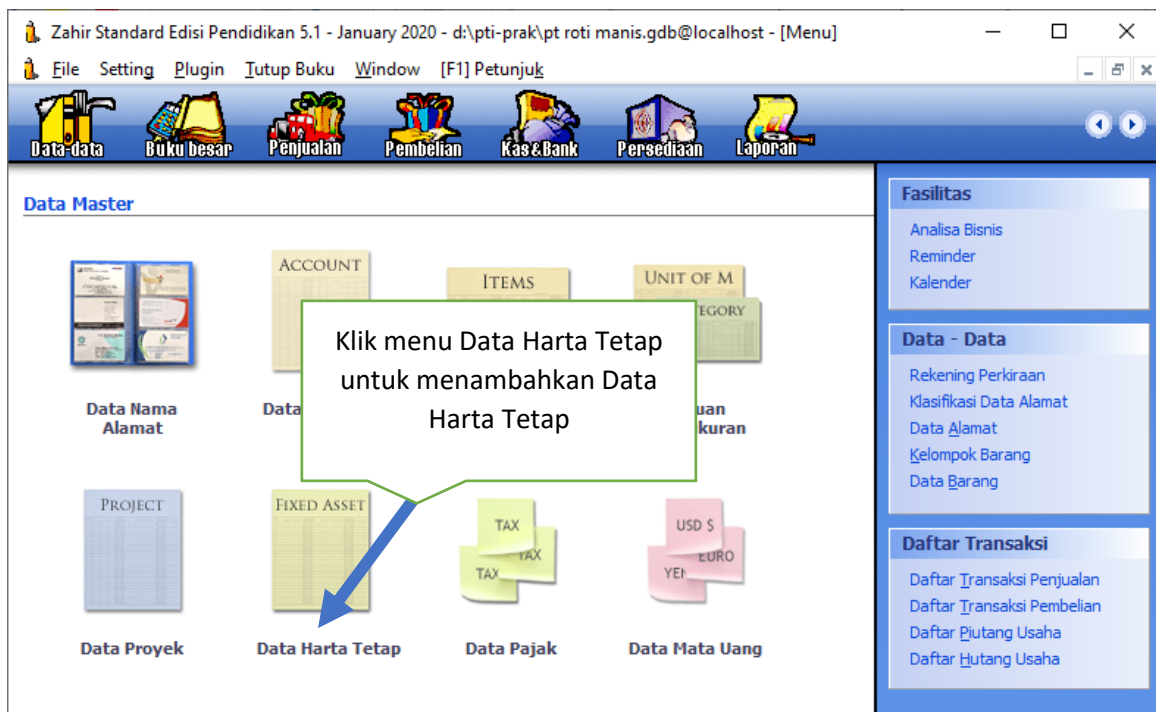 Zahir Standard Edisi Pendidikan 5.1 - January 2020 - d:\pti-prak\pt roti manis.gdb@localhost - [Menu]
File Setting Plugin Tutup Buku Window [F1] Petunjuk
Data-data Buku besar Penjualan Pembelian Kas&Bank Persediaan Laporan
Data Master
ACCOUNT
ITEMS
UNIT OF M
EGORY
Klik menu Data Harta Tetap
untuk menambahkan Data
Harta Tetap
Data Nama
Alamat
Data
uan
kuran
PROJECT
FIXED ASSET
TAX
TAX
TAX
USD $
EURO
YEN
Data Proyek
Data Harta Tetap
Data Pajak
Data Mata Uang
Fasilitas
Analisa Bisnis
Reminder
Kalender
Data - Data
Rekening Perkiraan
Klasifikasi Data Alamat
Data Alamat
Kelompok Barang
Data Barang
Daftar Transaksi
Daftar Transaksi Penjualan
Daftar Transaksi Pembelian
Daftar Piutang Usaha
Daftar Hutang Usaha